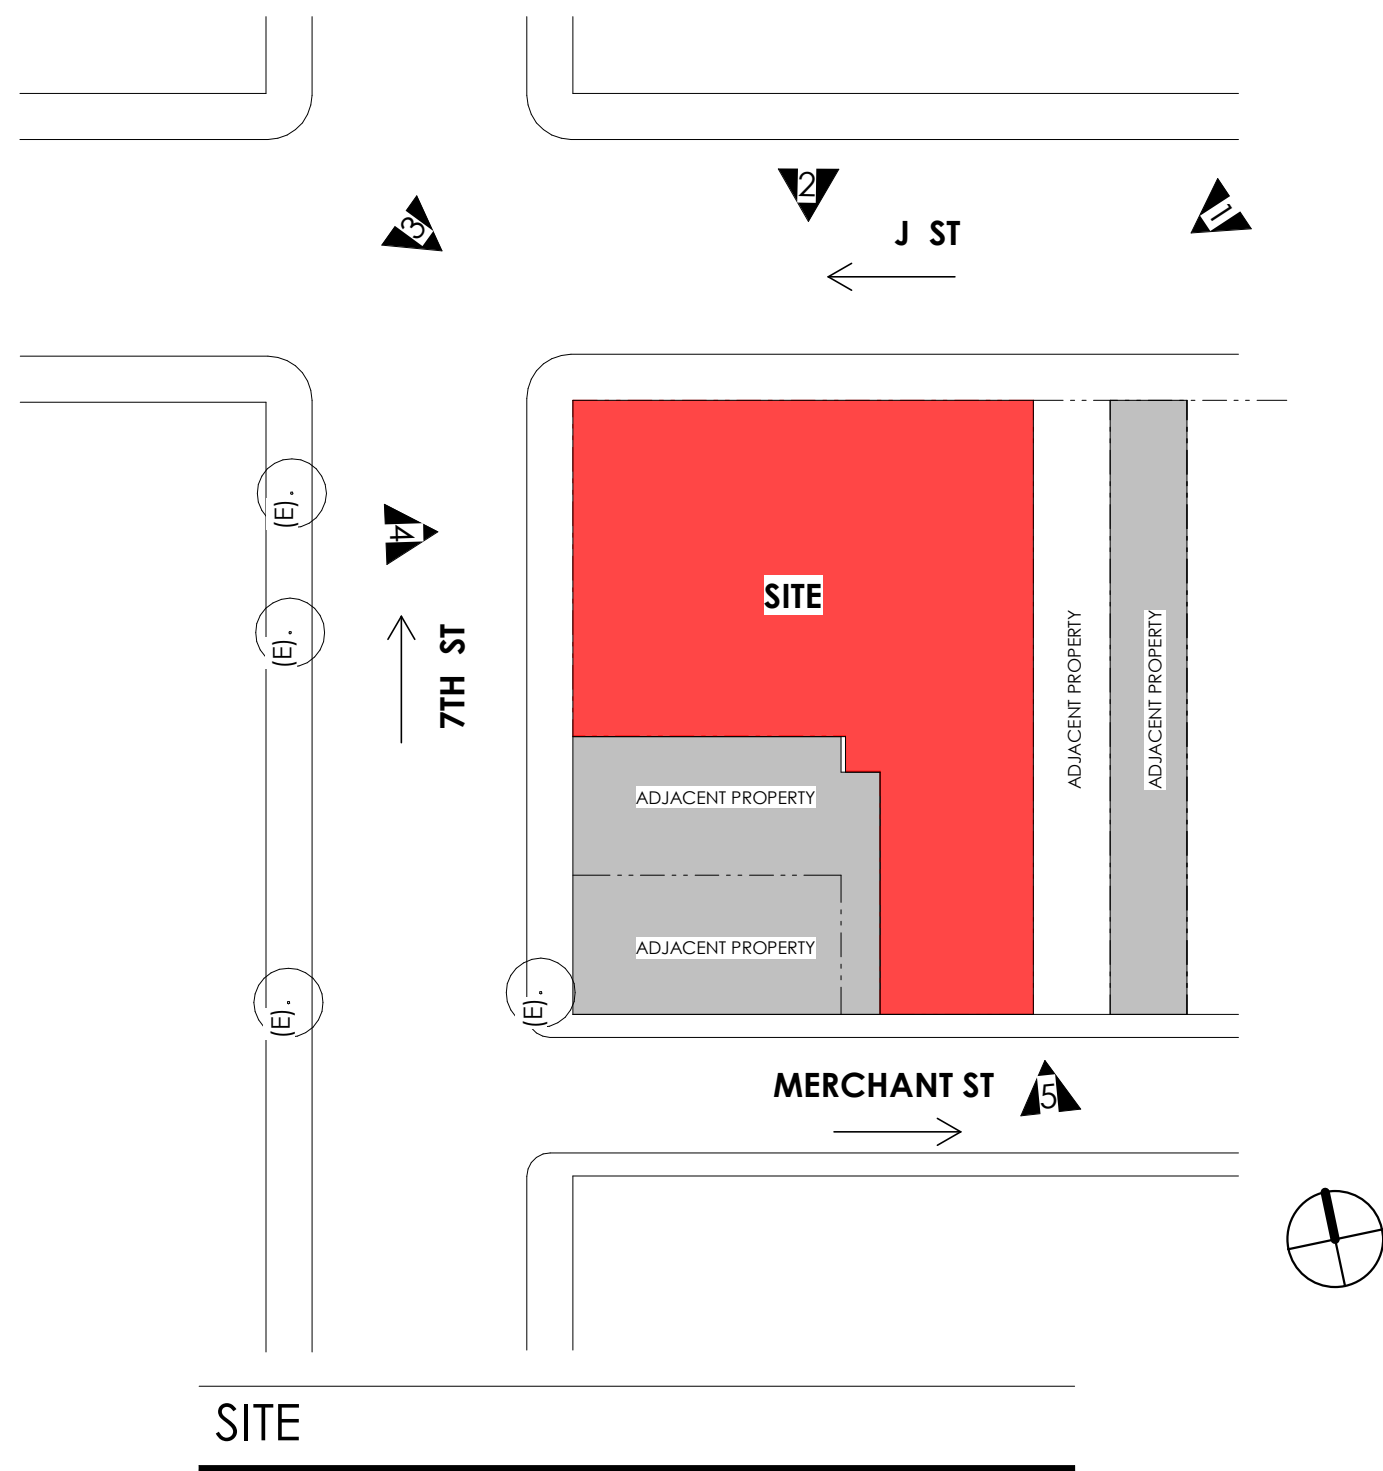 2
1
3
J ST
(E).
4
SITE
(E).
7TH ST
ADJACENT PROPERTY
ADJACENT PROPERTY
ADJACENT PROPERTY
ADJACENT PROPERTY
(E).
(E).
MERCHANT ST
5
SITE